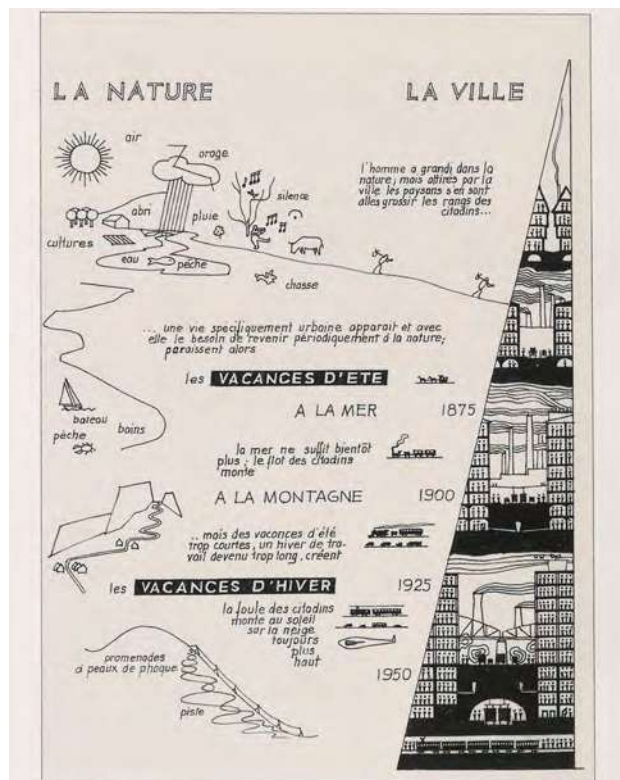 LA NATURE
LA VILLE
air
orage
silence
abri
pluie
cultures
eau
pêche
chasse
l'homme a grandi dans la
nature; mais attirés par la
ville les paysans s'en sont
allés grossir les rangs des
citadins...
... une vie spécifiquement urbaine apparait et avec
elle le besoin de revenir périodiquement à la nature;
paraissent alors
les VACANCES D'ETE
A LA MER 1875
bateau
pêche
bains
la mer ne suffit bientôt
plus; le flot des citadins
monte
A LA MONTAGNE 1900
.. mais des vacances d'été
trop courtes, un hiver de tra-
vail devenu trop long, créent
les VACANCES D'HIVER 1925
la foule des citadins
monte au soleil
sur la neige
toujours
plus
haut
1950
promenades
à peaux de phoque
piste